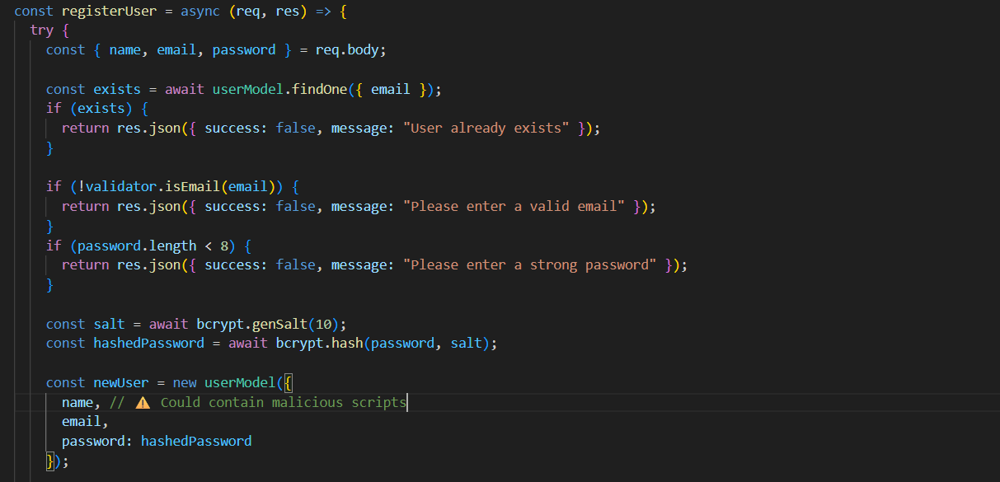 const registerUser = async (req, res) => {
try {
const { name, email, password } = req.body;
const exists = await userModel.findOne({ email });
if (exists) {
return res.json({ success: false, message: "User already exists" });
}
if (!validator.isEmail(email)) {
return res.json({ success: false, message: "Please enter a valid email" });
}
if (password.length < 8) {
return res.json({ success: false, message: "Please enter a strong password" });
}
const salt = await bcrypt.genSalt(10);
const hashedPassword = await bcrypt.hash(password, salt);
const newUser = new userModel({
name, // ⚠️ Could contain malicious scripts
email,
password: hashedPassword
});